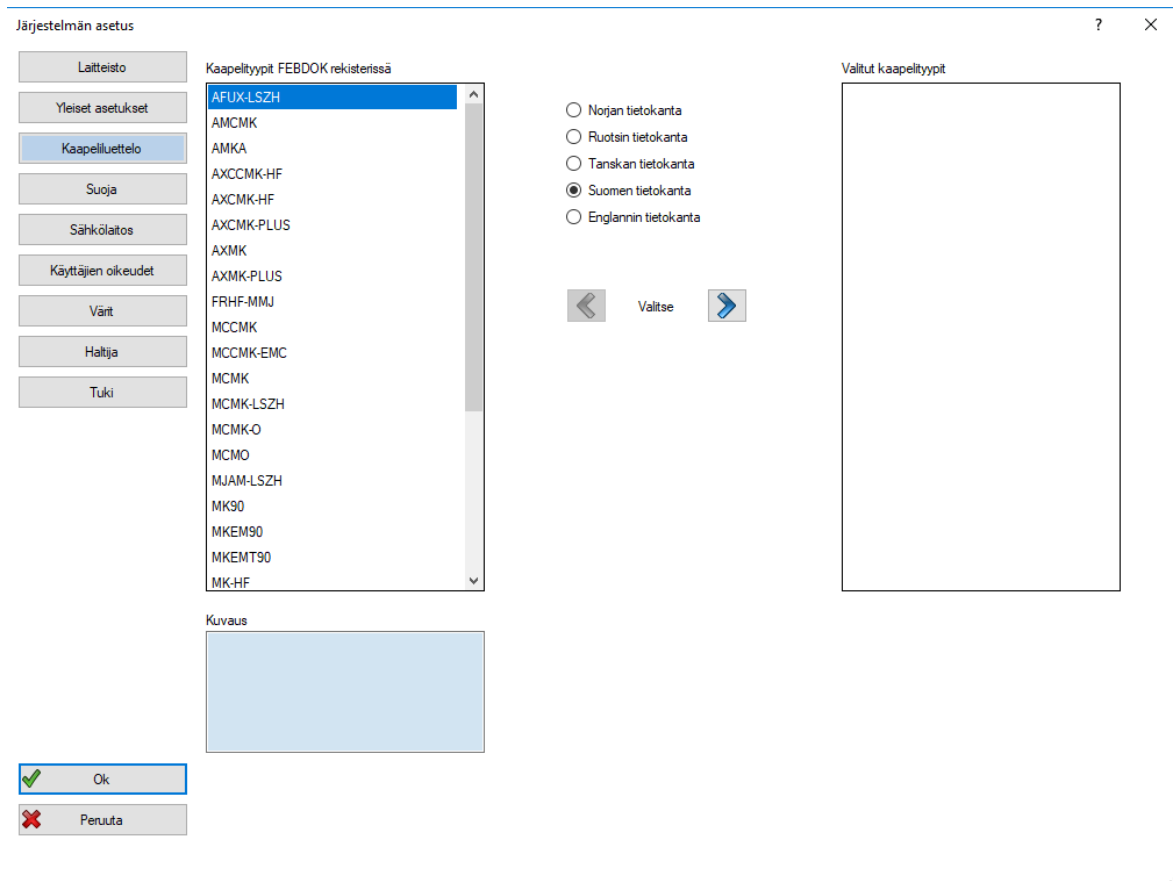 Järjestelmän asetus
?
Laitteisto
Yleiset asetukset
Kaapeliluettelo
Suoja
Sähkölaitos
Käyttäjien oikeudet
Värit
Haltija
Tuki
Kaapelityypit FEBDOK rekisterissä
AFUX-LSZH
AMCMK
AMKA
AXCCMK-HF
AXCMK-HF
AXCMK-PLUS
AXMK
AXMK-PLUS
FRHF-MMJ
MCCMK
MCCMK-EMC
MCMK
MCMK-LSZH
MCMK-O
MCMO
MJAM-LSZH
MK90
MKEM90
MKEMT90
MK-HF
Kuvaus
Norjan tietokanta
Ruotsin tietokanta
Tanskan tietokanta
Suomen tietokanta
Englannin tietokanta
Valitse
Valitut kaapelityypit
Ok
Peruuta